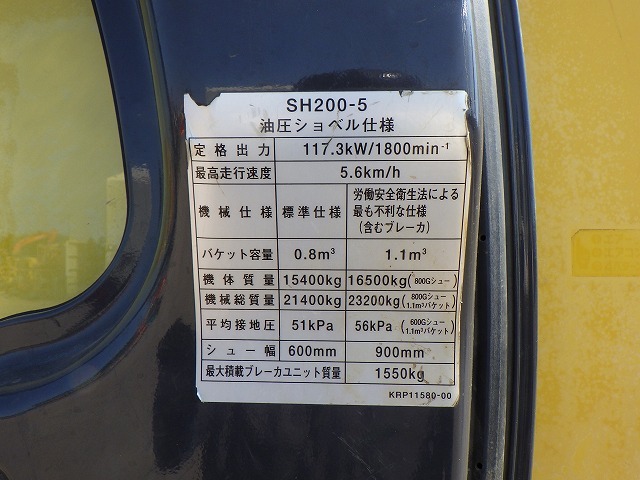 SH200-5
油圧ショベル仕様
定格出力 117.3kW/1800min⁻¹
最高走行速度 5.6km/h
機械仕様 標準仕様 労働安全衛生法による
最も不利な仕様
(含むブレーカ)
バケット容量 0.8m³ 1.1m³
機体質量 15400kg 16500kg(800Gシュー)
機械総質量 21400kg 23200kg(800Gシュー
1.1m³バケット)
平均接地圧 51kPa 56kPa(600Gシュー
1.1m³バケット)
シュー幅 600mm 900mm
最大積載ブレーカユニット質量 1550kg
KRP11580-00